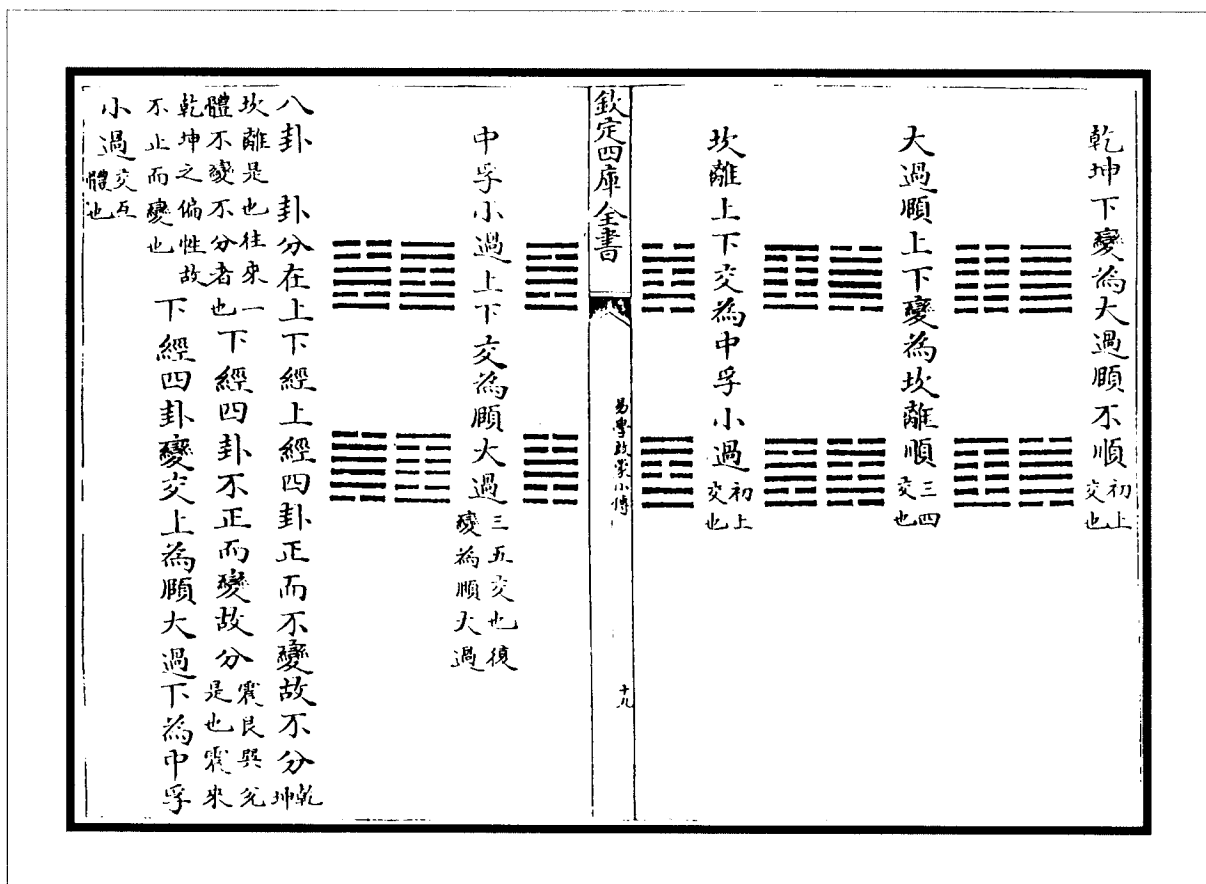 乾坤下變為大過頤不順初上交也
大過頤上下變為坎離順三四交也
坎離上下交為中孚小過初上交也
欽定四庫全書
易學啟蒙小傳
十九
中孚小過上下交為頤大過三五交也復變為頤大過
八卦　卦分在上下經上經四卦正而不變故不分乾坤
坎離是也往來一體不變不分者也下經四卦不正而變故分震艮巽兌是也震來
乾坤之偏性故不止而變也下經四卦變交上為頤大過下為中孚
小過交互體也